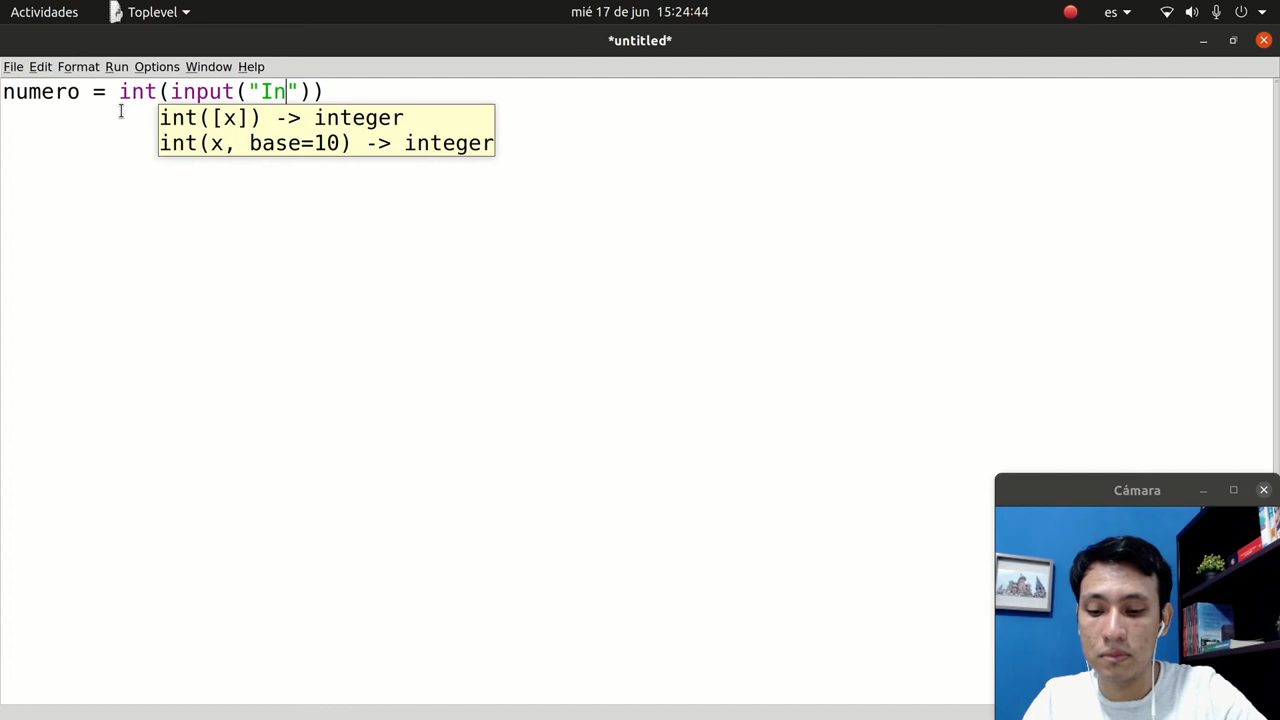 Actividades Toplevel mié 17 de jun 15:24:44 es
*untitled*
File Edit Format Run Options Window Help
numero = int(input("In"))
int([x]) -> integer
int(x, base=10) -> integer
Cámara